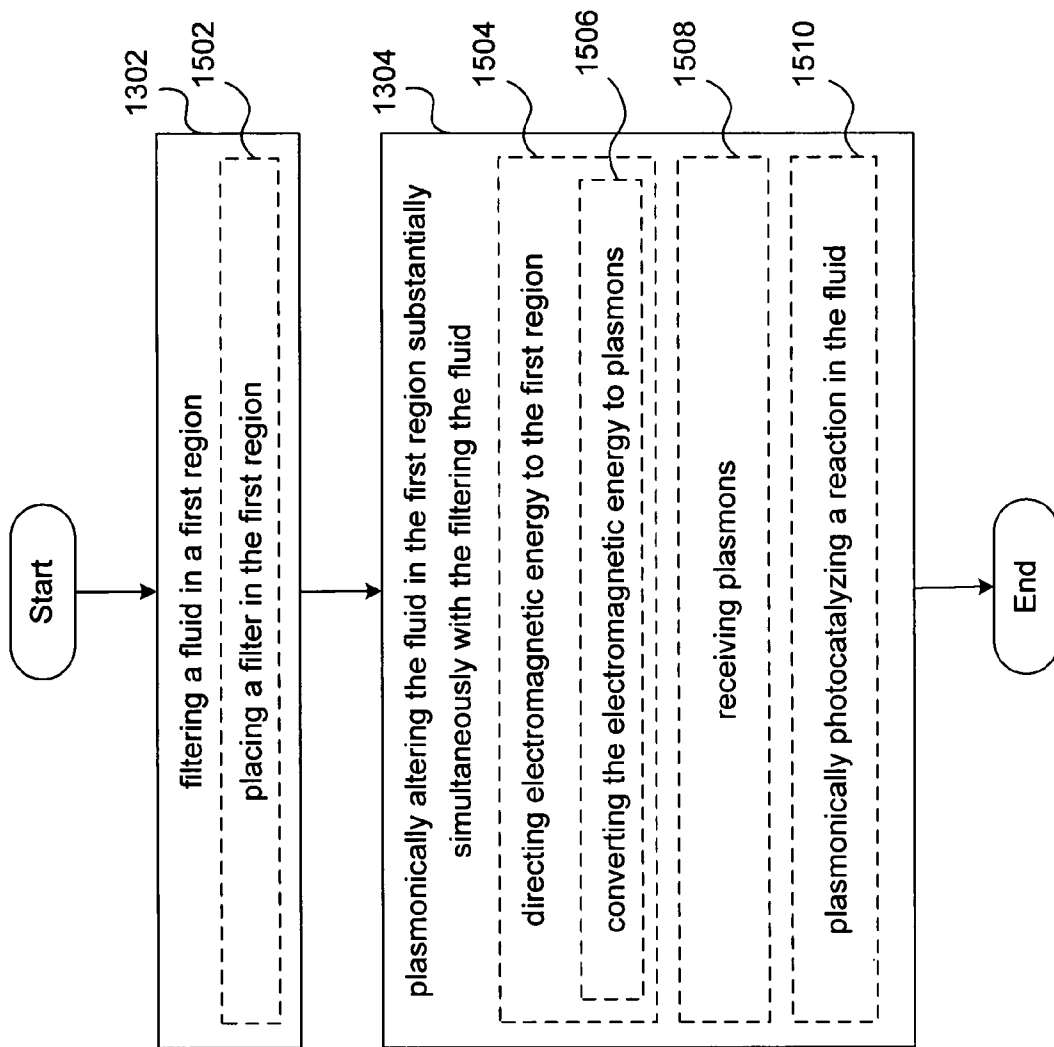 Start
1302
filtering a fluid in a first region
1502
placing a filter in the first region
1304
plasmonically altering the fluid in the first region substantially
simultaneously with the filtering the fluid
1504
directing electromagnetic energy to the first region
1506
converting the electromagnetic energy to plasmons
1508
receiving plasmons
1510
plasmonically photocatalyzing a reaction in the fluid
End